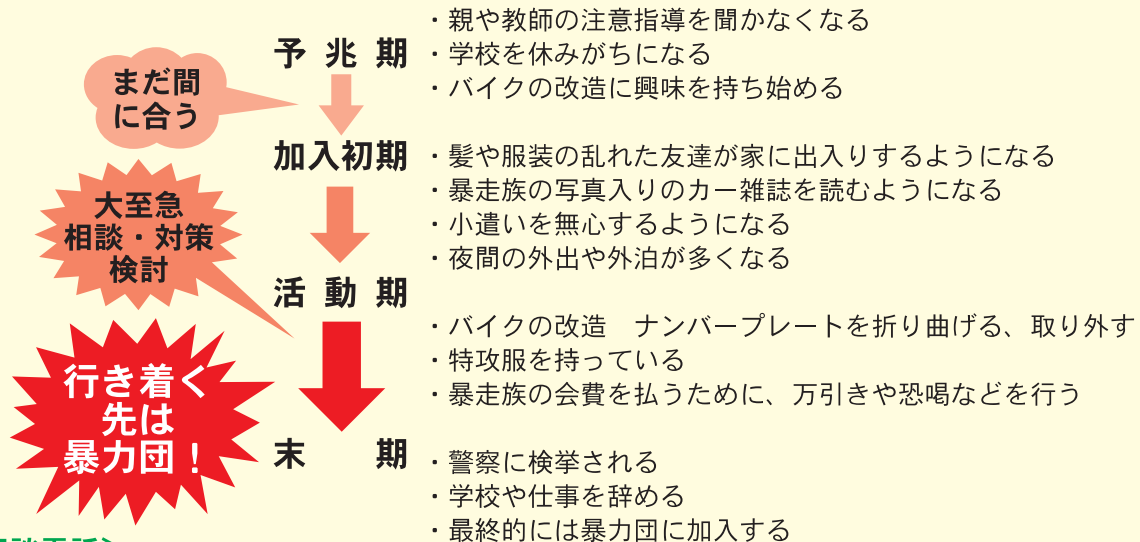 ・親や教師の注意指導を聞かなくなる
予兆期
・学校を休みがちになる
・バイクの改造に興味を持ち始める
まだ間
に合う
加入初期
・髪や服装の乱れた友達が家に出入りするようになる
・暴走族の写真入りのカー雑誌を読むようになる
・小遣いを無心するようになる
・夜間の外出や外泊が多くなる
大至急
相談・対策
検討
活動期
・バイクの改造　ナンバープレートを折り曲げる、取り外す
・特攻服を持っている
・暴走族の会費を払うために、万引きや恐喝などを行う
行き着く
先は
暴力団！
末期
・警察に検挙される
・学校や仕事を辞める
・最終的には暴力団に加入する